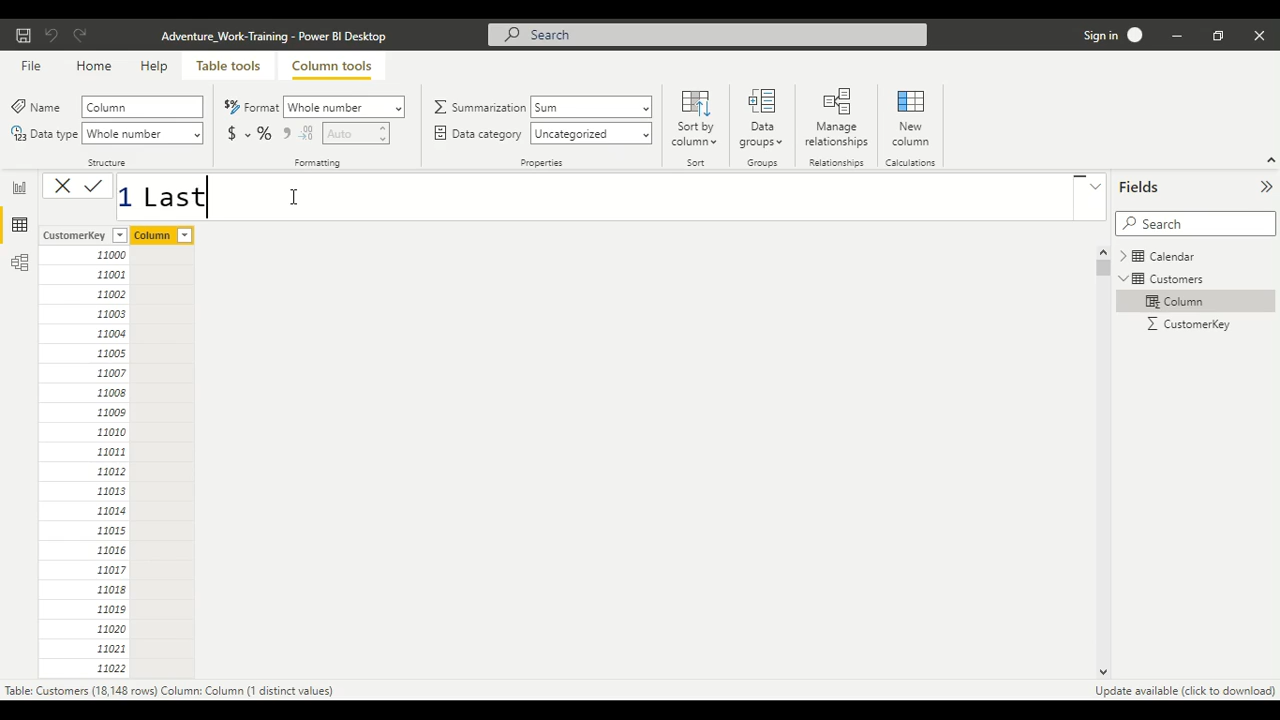 Adventure_Work-Training - Power BI Desktop
Search
Sign in
File
Home
Help
Table tools
Column tools
Name
Column
Format
Whole number
Summarization
Sum
Data type
Whole number
$ % 9 .00
Auto
Data category
Uncategorized
Sort by
column
Data
groups
Manage
relationships
New
column
Structure
Formatting
Properties
Sort
Groups
Relationships
Calculations
1 Last
Fields
Search
CustomerKey
Column
11000
11001
11002
11003
11004
11005
11007
11008
11009
11010
11011
11012
11013
11014
11015
11016
11017
11018
11019
11020
11021
11022
Calendar
Customers
Column
CustomerKey
Table: Customers (18,148 rows) Column: Column (1 distinct values)
Update available (click to download)